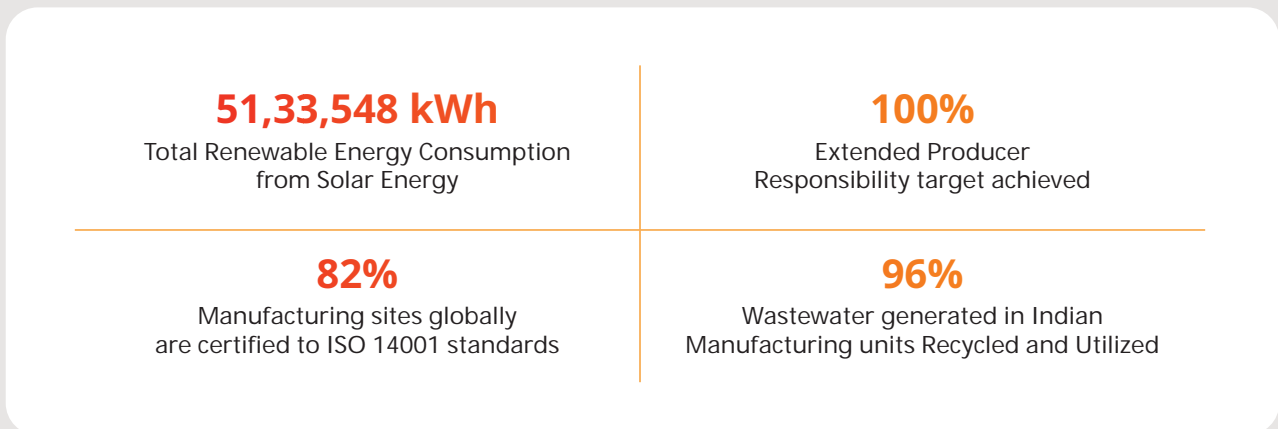 51,33,548 kWh
Total Renewable Energy Consumption
from Solar Energy
100%
Extended Producer
Responsibility target achieved
82%
Manufacturing sites globally
are certified to ISO 14001 standards
96%
Wastewater generated in Indian
Manufacturing units Recycled and Utilized